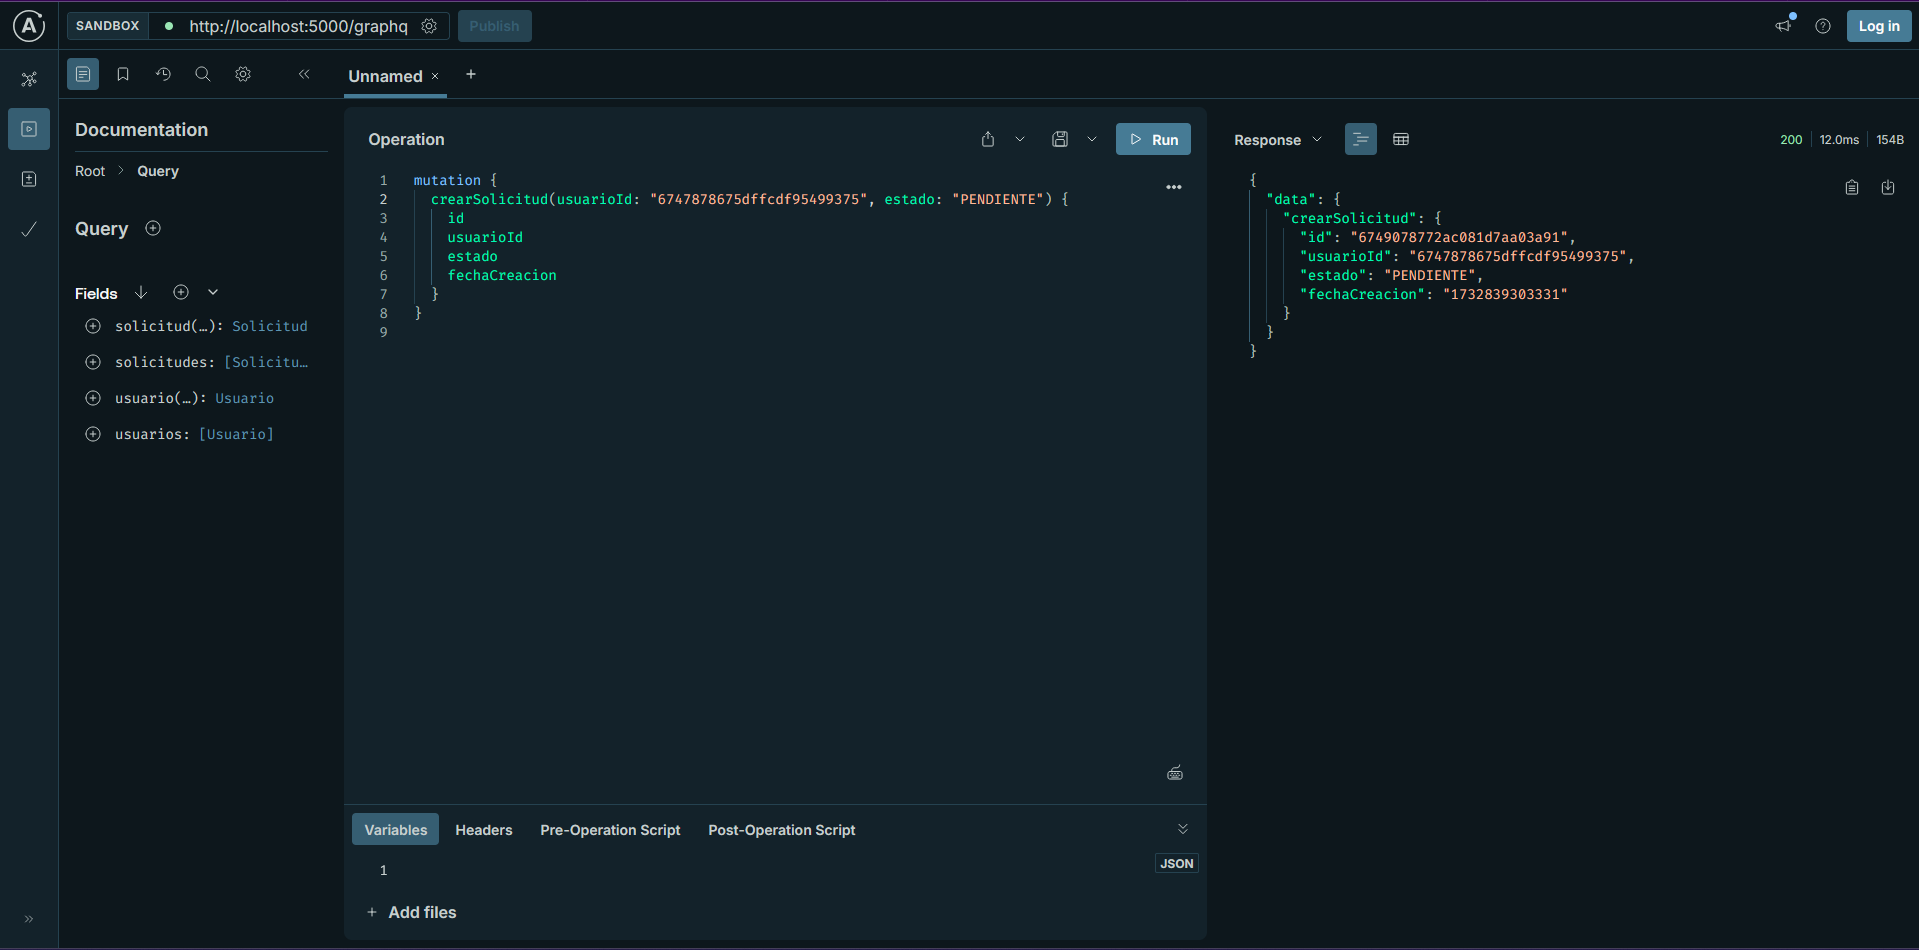 SANDBOX
http://localhost:5000/graphq
Publish
Log in
Unnamed
Documentation
Root > Query
Query
Fields
solicitud(…): Solicitud
solicitudes: [Solicitu…
usuario(…): Usuario
usuarios: [Usuario]
Operation
Run
1 mutation {
2 crearSolicitud(usuarioId: "6747878675dffcdf95499375", estado: "PENDIENTE") {
3 id
4 usuarioId
5 estado
6 fechaCreacion
7 }
8 }
9
Variables
Headers
Pre-Operation Script
Post-Operation Script
1
JSON
+ Add files
Response
200
12.0ms
154B
{
"data": {
"crearSolicitud": {
"id": "6749078772ac081d7aa03a91",
"usuarioId": "6747878675dffcdf95499375",
"estado": "PENDIENTE",
"fechaCreacion": "1732839303331"
}
}
}